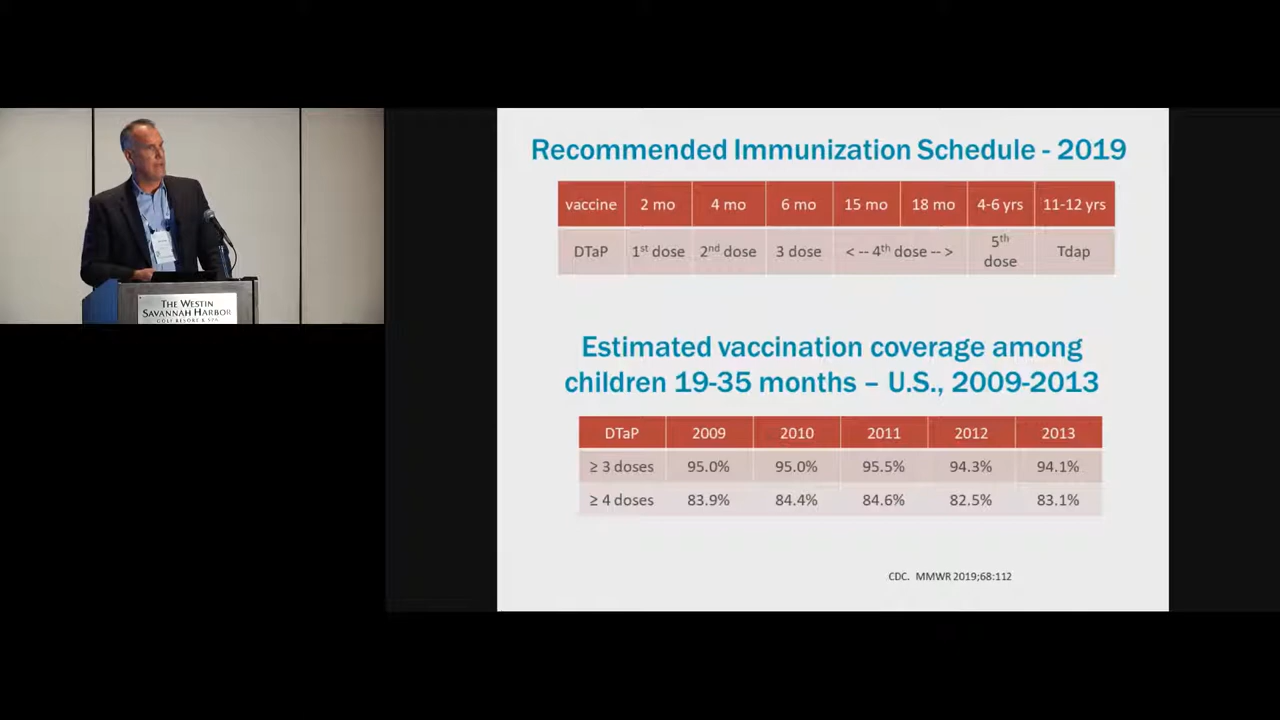 Recommended Immunization Schedule - 2019
vaccine 2 mo 4 mo 6 mo 15 mo 18 mo 4-6 yrs 11-12 yrs
DTaP 1st dose 2nd dose 3 dose < -- 4th dose -- > 5th dose Tdap
THE WESTIN
SAVANNAH HARBOR
GOLF RESORT & SPA
Estimated vaccination coverage among
children 19-35 months – U.S., 2009-2013
DTaP 2009 2010 2011 2012 2013
≥ 3 doses 95.0% 95.0% 95.5% 94.3% 94.1%
≥ 4 doses 83.9% 84.4% 84.6% 82.5% 83.1%
CDC. MMWR 2019;68:112